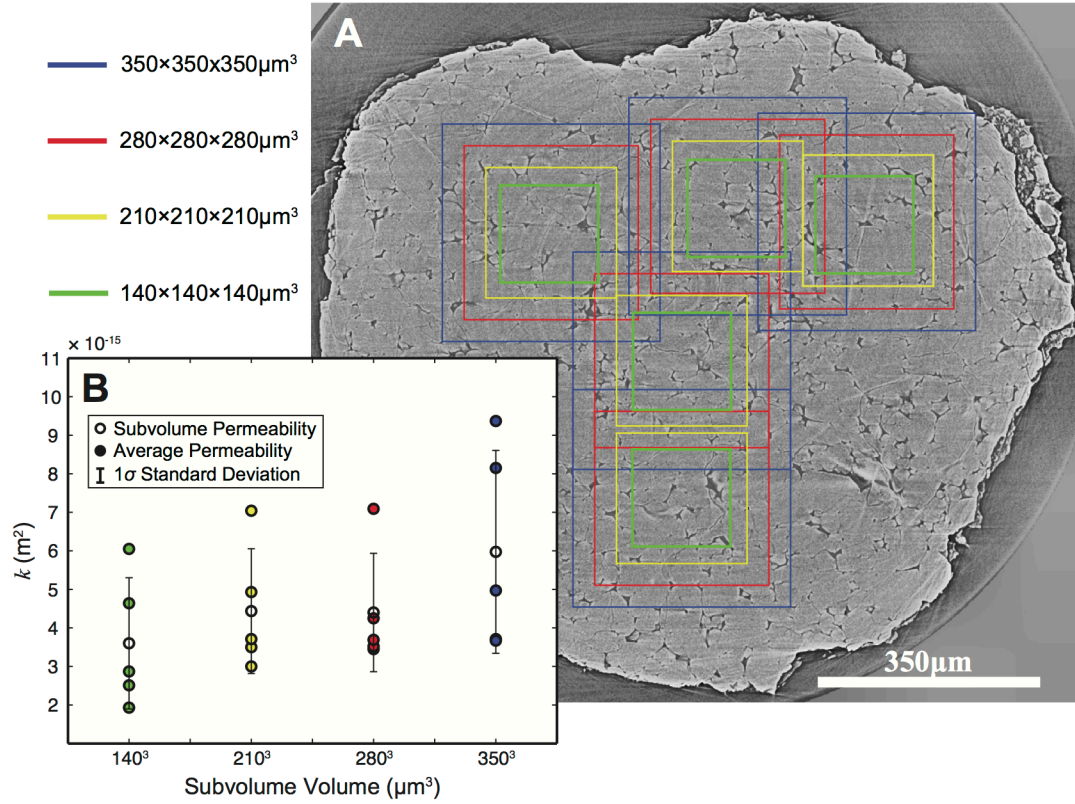 A
350×350x350µm³
280×280×280µm³
210×210×210µm³
140×140×140µm³
× 10⁻¹⁵
B
Subvolume Permeability
Average Permeability
1σ Standard Deviation
11
10
9
8
7
6
5
4
3
2
k (m²)
140³ 210³ 280³ 350³
Subvolume Volume (µm³)
350µm